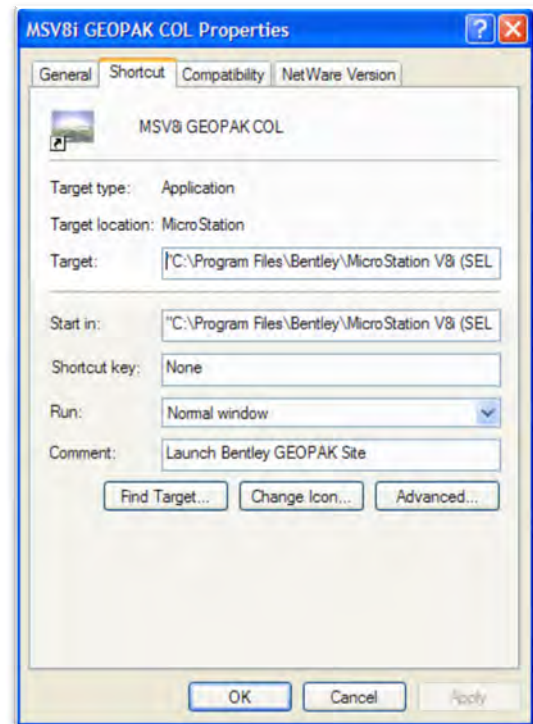 MSV8i GEOPAK COL Properties
General Shortcut Compatibility NetWare Version
MSV8i GEOPAK COL
Target type: Application
Target location: MicroStation
Target: "C:\Program Files\Bentley\MicroStation V8i (SEL
Start in: "C:\Program Files\Bentley\MicroStation V8i (SEL
Shortcut key: None
Run: Normal window
Comment: Launch Bentley GEOPAK Site
Find Target... Change Icon... Advanced...
OK Cancel Apply